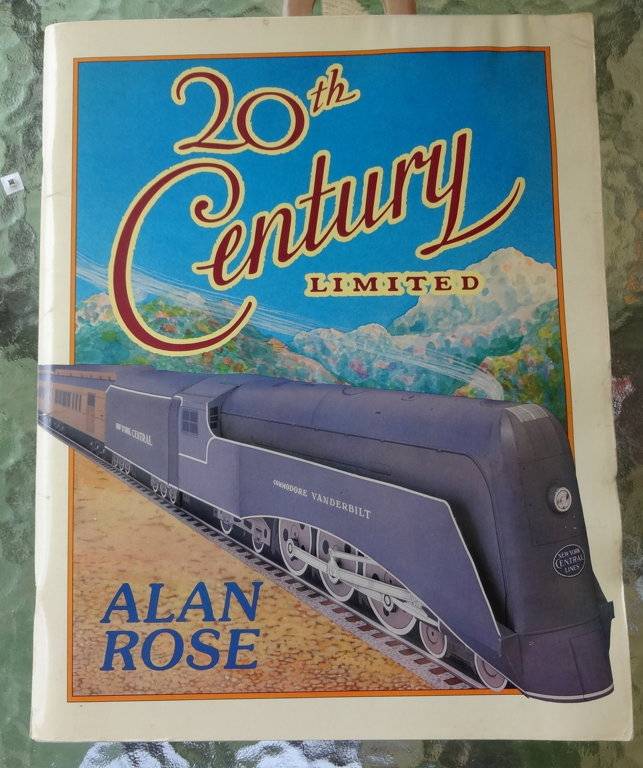 20th
Century
LIMITED
NEW YORK CENTRAL
COMMODORE VANDERBILT
NEW YORK
CENTRAL
LINES
ALAN
ROSE